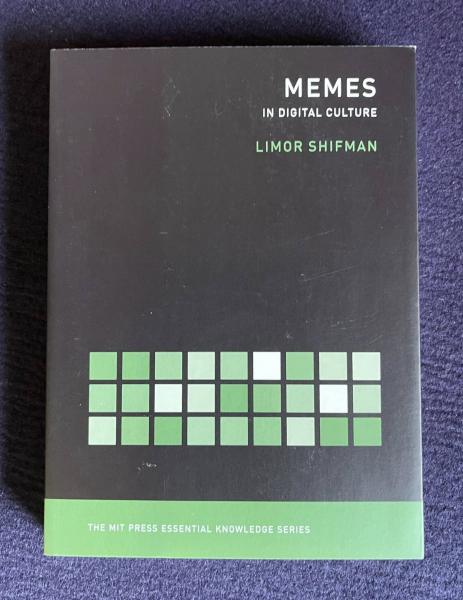 MEMES
IN DIGITAL CULTURE
LIMOR SHIFMAN
THE MIT PRESS ESSENTIAL KNOWLEDGE SERIES